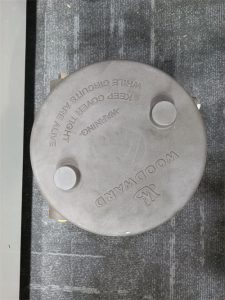 WARNING:
KEEP COVER TIGHT
WHILE CIRCUITS ARE ALIVE
WOODWARD